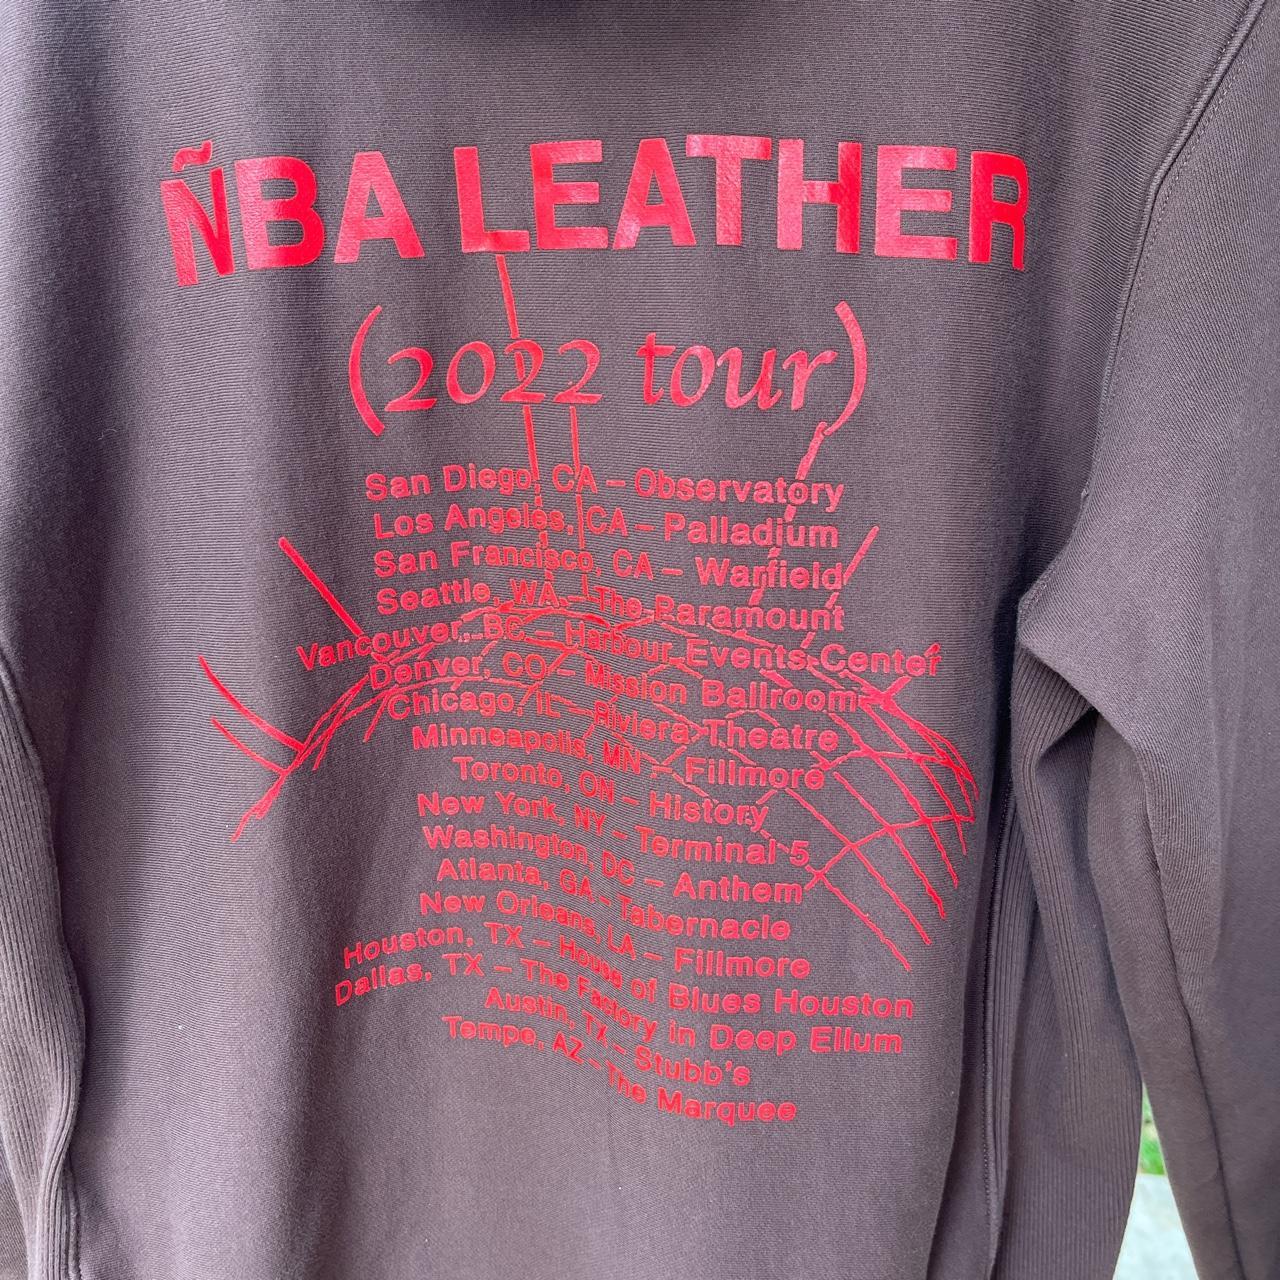 ÑBA LEATHER
(2022 tour)
San Diego, CA – Observatory
Los Angeles, CA – Palladium
San Francisco, CA – Warfield
Seattle, WA – The Paramount
Vancouver, BC – Harbour Events Center
Denver, CO – Mission Ballroom
Chicago, IL – Riviera Theatre
Minneapolis, MN – Fillmore
Toronto, ON – History
New York, NY – Terminal 5
Washington, DC – Anthem
Atlanta, GA – Tabernacle
New Orleans, LA – Fillmore
Houston, TX – House of Blues Houston
Dallas, TX – The Factory in Deep Ellum
Austin, TX – Stubb's
Tempe, AZ – The Marquee